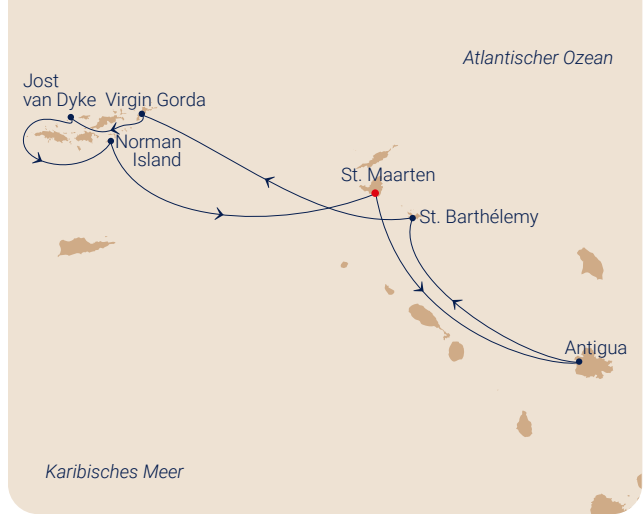 Atlantischer Ozean
Jost
van Dyke
Virgin Gorda
Norman
Island
St. Maarten
St. Barthélemy
Antigua
Karibisches Meer